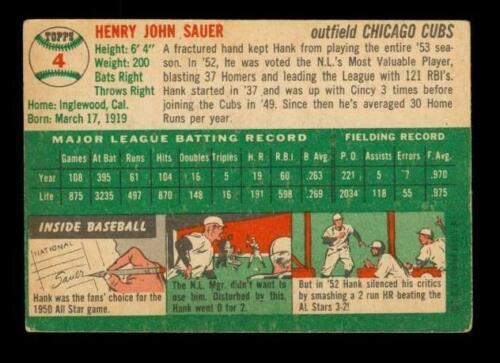 TOPPS
4
HENRY JOHN SAUER
outfield CHICAGO CUBS
Height: 6' 4"
Weight: 200
Bats Right
Throws Right
Home: Inglewood, Cal.
Born: March 17, 1919
A fractured hand kept Hank from playing the entire '53 sea-
son. In '52, he was voted the N.L.'s Most Valuable Player,
blasting 37 Homers and leading the League with 121 RBI's.
Hank started in '37 and was up with Cincy 3 times before
joining the Cubs in '49. Since then he's averaged 30 Home
Runs per year.
MAJOR LEAGUE BATTING RECORD
FIELDING RECORD
Games At Bat Runs Hits Doubles Triples H. R R.B.I B. Avg. P. O. Assists Errors F. Avg.
Year 108 395 61 104 16 5 19 60 .263 221 5 7 .970
Life 875 3235 497 870 148 16 191 598 .269 2034 118 55 .975
INSIDE BASEBALL
NATIONAL
Sauer
Hank was the fans' choice for the
1950 All Star game.
The N.L. Mgr. didn't want to
use him. Disturbed by this,
Hank went 0 for 2.
But in '52 Hank silenced his critics
by smashing a 2 run HR beating the
AL Stars 3-2!